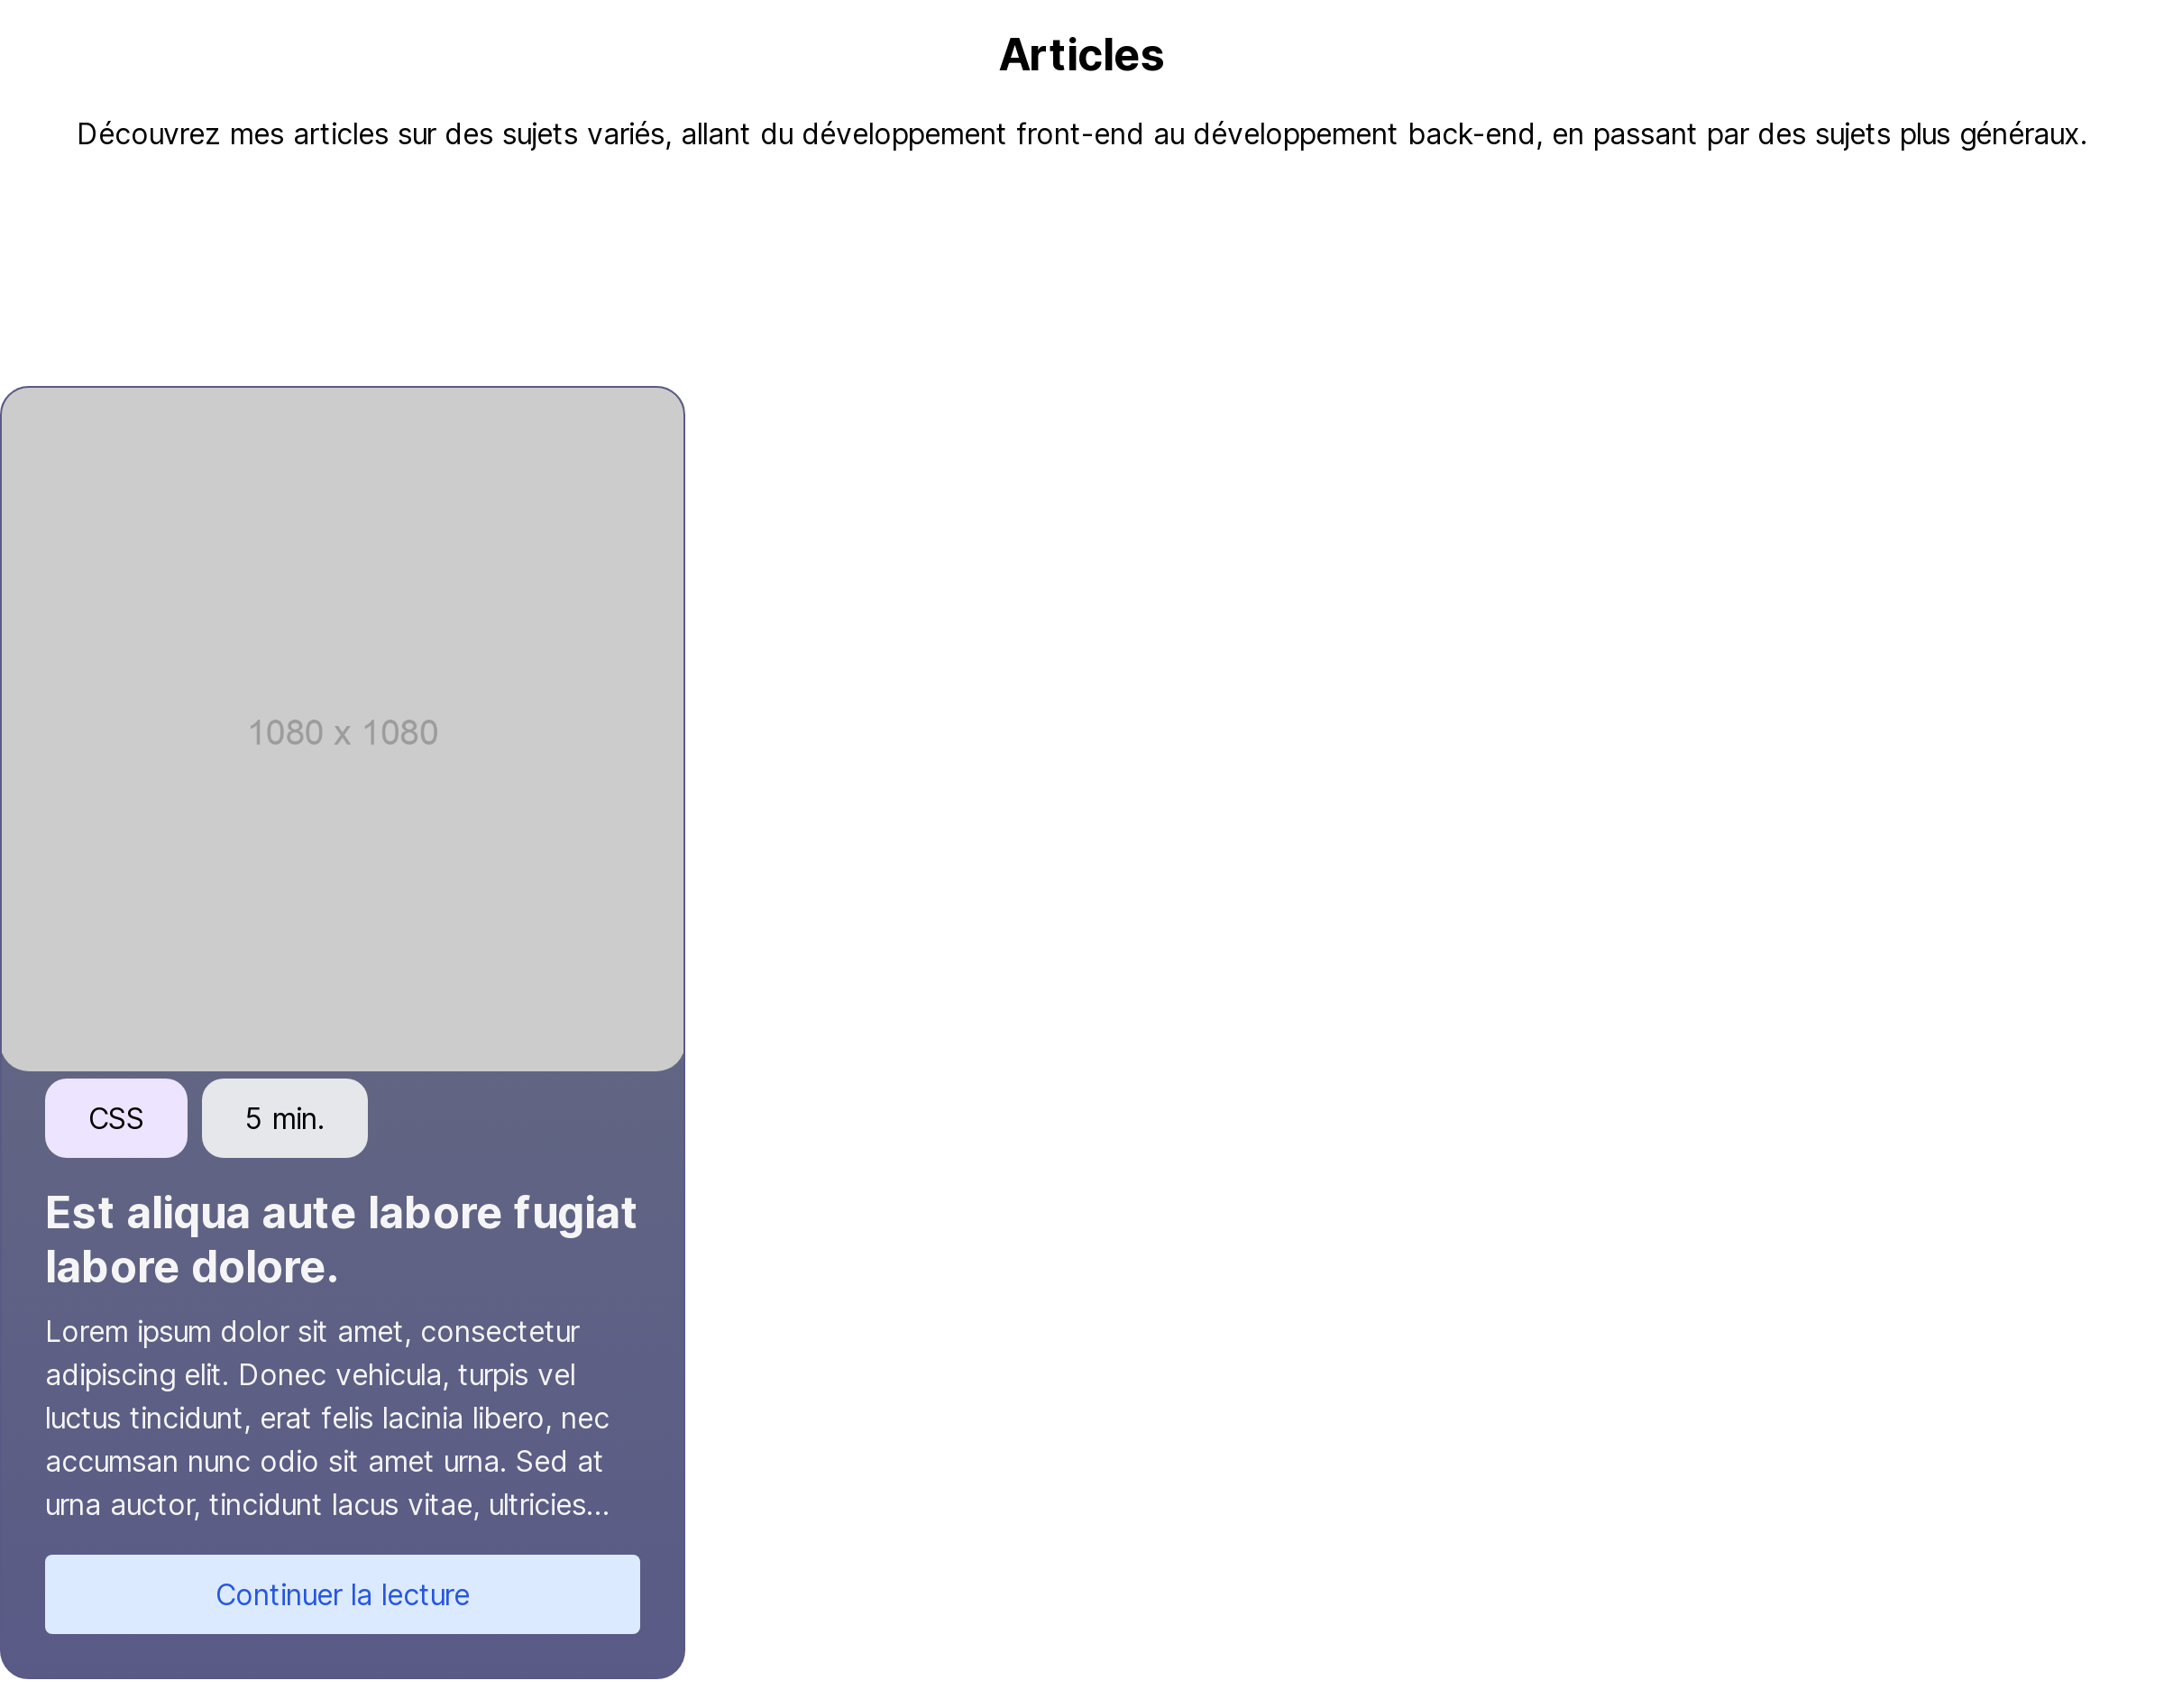 Articles
Découvrez mes articles sur des sujets variés, allant du développement front-end au développement back-end, en passant par des sujets plus généraux.
1080 x 1080
CSS
5 min.
Est aliqua aute labore fugiat
labore dolore.
Lorem ipsum dolor sit amet, consectetur
adipiscing elit. Donec vehicula, turpis vel
luctus tincidunt, erat felis lacinia libero, nec
accumsan nunc odio sit amet urna. Sed at
urna auctor, tincidunt lacus vitae, ultricies...
Continuer la lecture